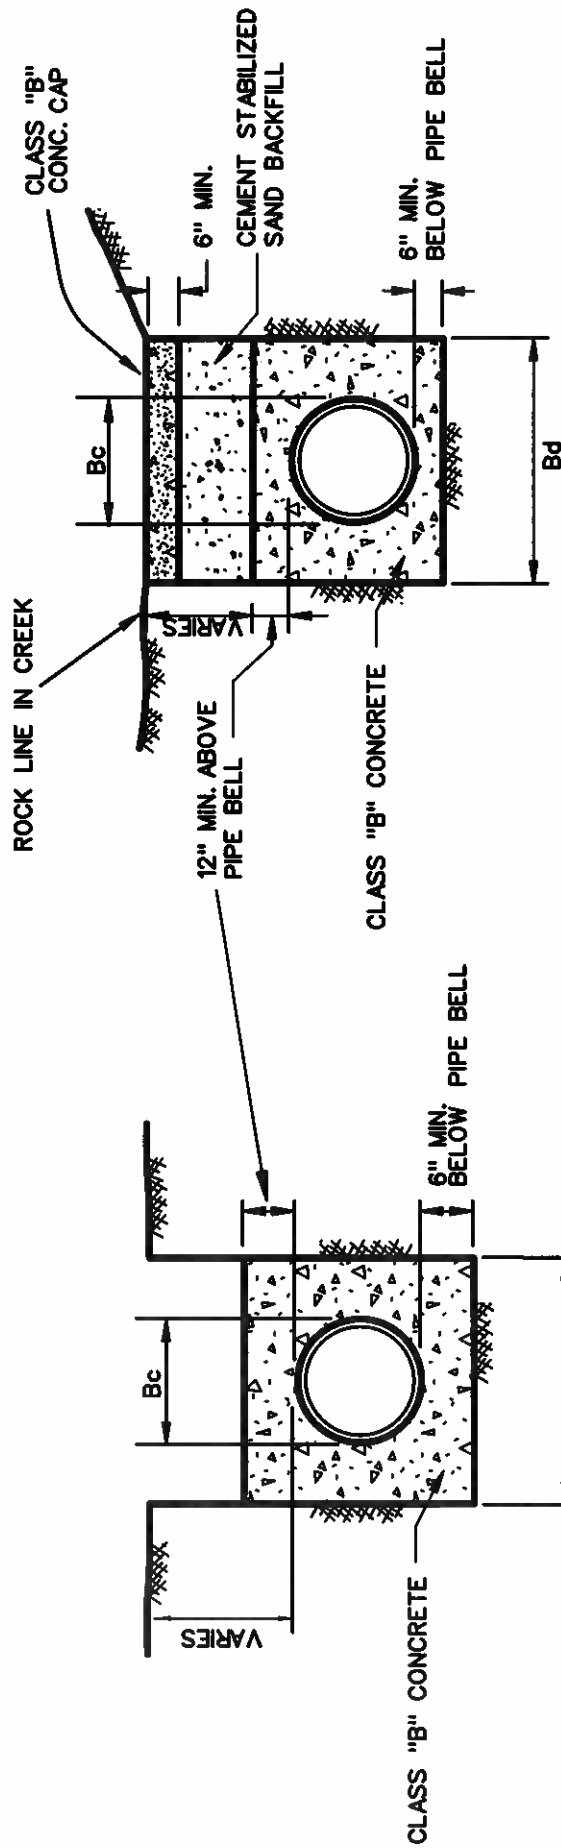 VARIES
Bc
CLASS "B" CONCRETE
6" MIN.
BELOW PIPE BELL
12" MIN. ABOVE
PIPE BELL
ROCK LINE IN CREEK
VARIES
Bc
CLASS "B"
CONC. CAP
6" MIN.
CEMENT STABILIZED
SAND BACKFILL
6" MIN.
BELOW PIPE BELL
CLASS "B" CONCRETE
Bd